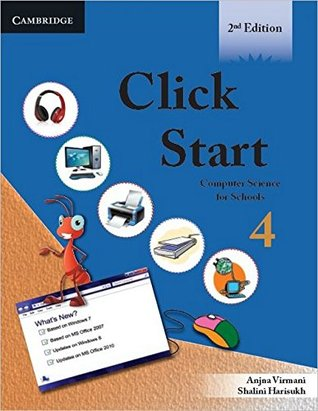 CAMBRIDGE
2nd Edition
Click
Start
Computer Science
for Schools
4
What's New?
Based on Windows 7
Based on MS Office 2007
Updates on Windows 8
Updates on MS Office 2010
Anjna Virmani
Shalini Harisukh